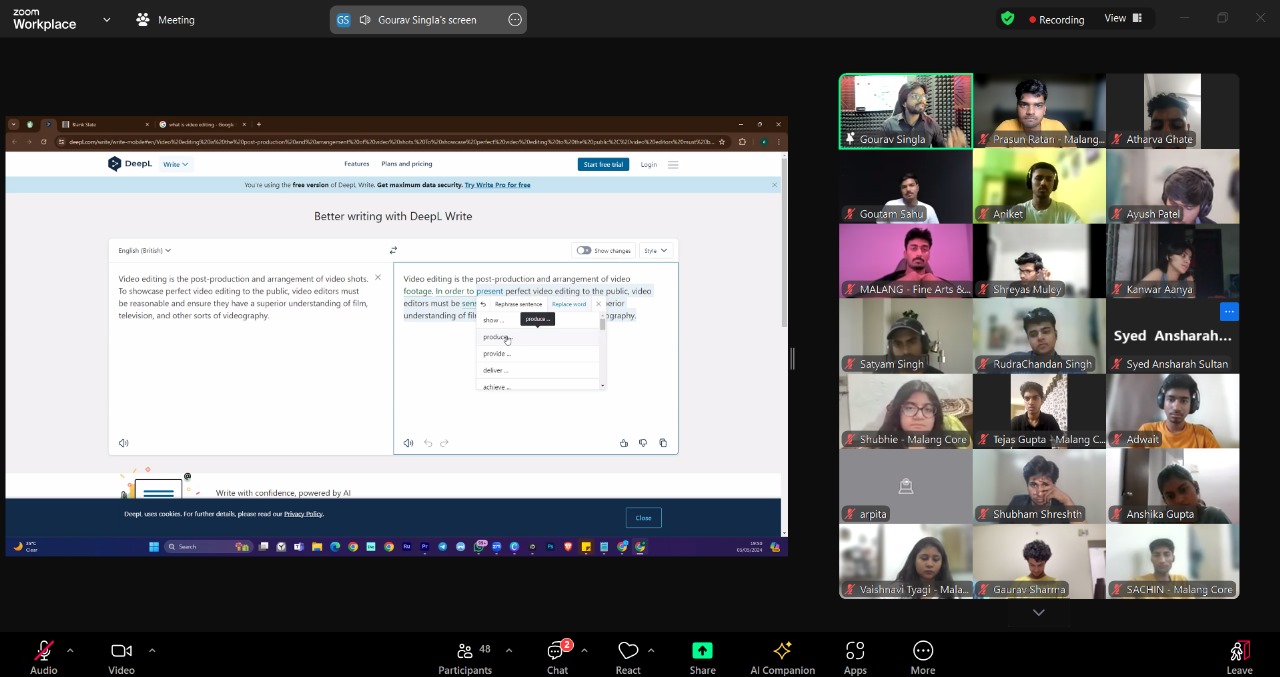 zoom
Workplace
Meeting
GS Gourav Singla's screen
Recording
View
Blank Slate
what is video editing - Google
DeepL
Write
Features
Plans and pricing
Start free trial
Login
You're using the free version of DeepL Write. Get maximum data security. Try Write Pro for free
Better writing with DeepL Write
English (British)
Show changes
Style
Video editing is the post-production and arrangement of video shots.
To showcase perfect video editing to the public, video editors must
be reasonable and ensure they have a superior understanding of film,
television, and other sorts of videography.
Video editing is the post-production and arrangement of video
footage. In order to present perfect video editing to the public, video
editors must be sens
understanding of fil
Rephrase sentence
Replace word
show ...
produce ...
produce
provide ...
deliver ...
achieve ...
Write with confidence, powered by AI
DeepL uses cookies. For further details, please read our Privacy Policy.
Close
Search
Clear
19:50
05/05/2024
Gourav Singla
Prasun Ratan - Malang...
Atharva Ghate
Goutam Sahu
Aniket
Ayush Patel
MALANG - Fine Arts &...
Shreyas Muley
Kanwar Aanya
Satyam Singh
RudraChandan Singh
Syed Ansharah...
Syed Ansharah Sultan
Shubhie - Malang Core
Tejas Gupta - Malang C...
Adwait
arpita
Shubham Shreshth
Anshika Gupta
Vaishnavi Tyagi - Mala...
Gaurav Sharma
SACHIN - Malang Core
Audio
Video
Participants
48
Chat
2
React
Share
AI Companion
Apps
More
Leave